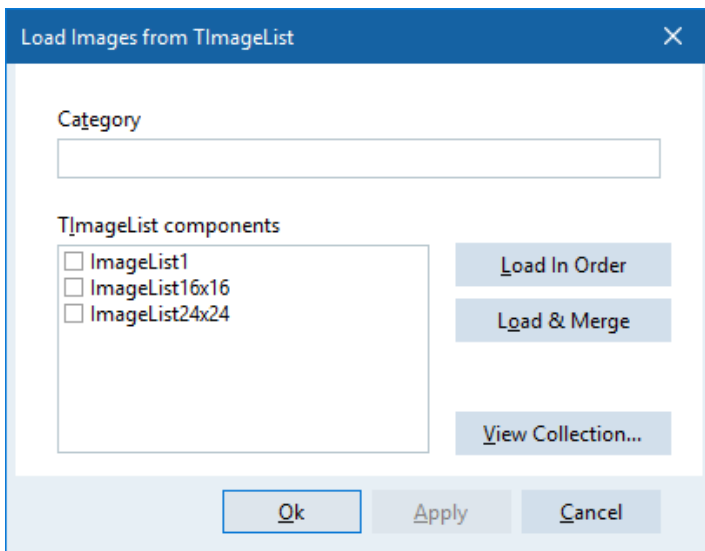 Load Images from TImageList
Category
TImageList components
ImageList1
ImageList16x16
ImageList24x24
Load In Order
Load & Merge
View Collection...
Ok
Apply
Cancel